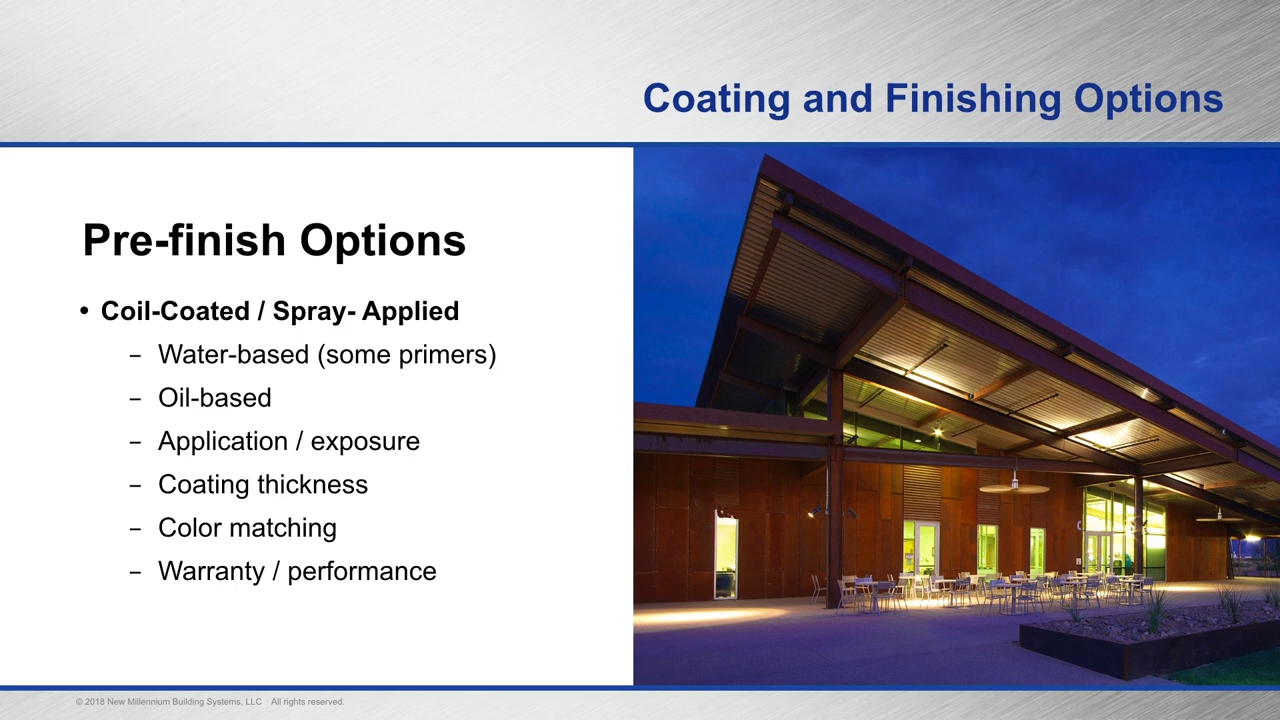 Coating and Finishing Options
Pre-finish Options
• Coil-Coated / Spray- Applied
– Water-based (some primers)
– Oil-based
– Application / exposure
– Coating thickness
– Color matching
– Warranty / performance
© 2018 New Millennium Building Systems, LLC All rights reserved.